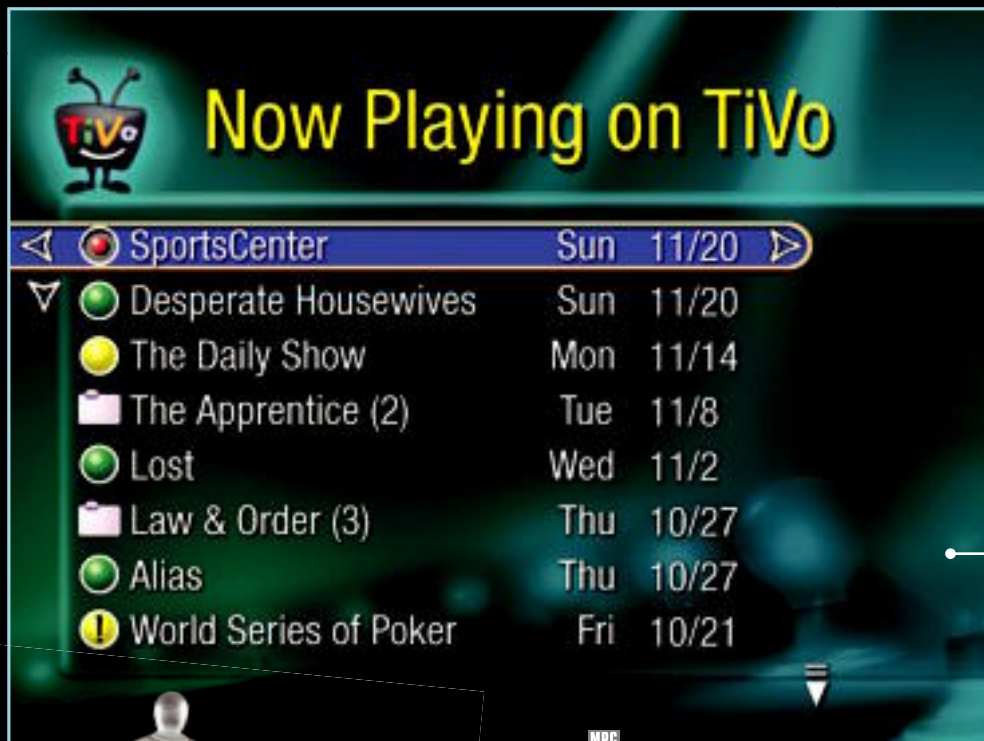 TiVo
Now Playing on TiVo
SportsCenter Sun 11/20
Desperate Housewives Sun 11/20
The Daily Show Mon 11/14
The Apprentice (2) Tue 11/8
Lost Wed 11/2
Law & Order (3) Thu 10/27
Alias Thu 10/27
! World Series of Poker Fri 10/21
MPC